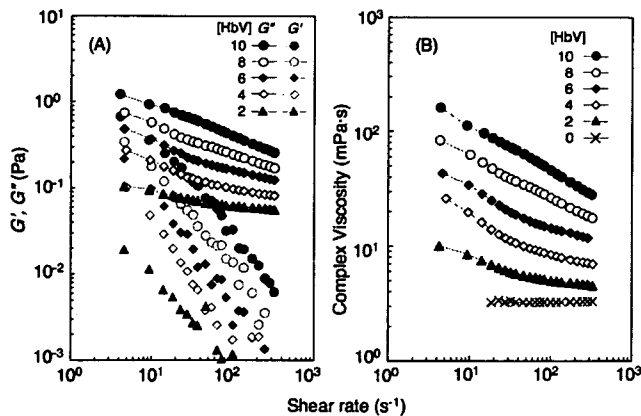 (A)
[HbV] G" G'
10
8
6
4
2
10¹
10⁰
10⁻¹
10⁻²
10⁻³
G', G" (Pa)
10⁰ 10¹ 10² 10³
(B)
[HbV]
10
8
6
4
2
0
10³
10²
10¹
10⁰
Complex Viscosity (mPa·s)
10⁰ 10¹ 10² 10³
Shear rate (s⁻¹)